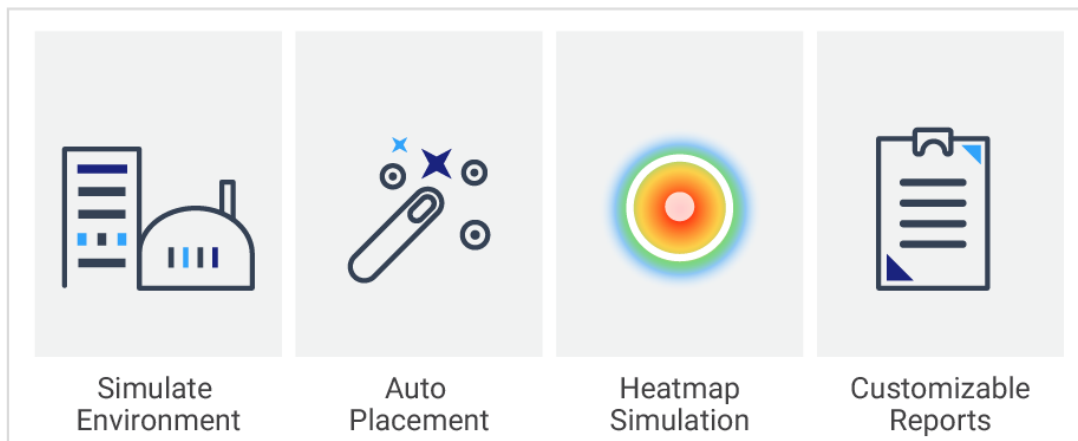 Simulate
Environment
Auto
Placement
Heatmap
Simulation
Customizable
Reports